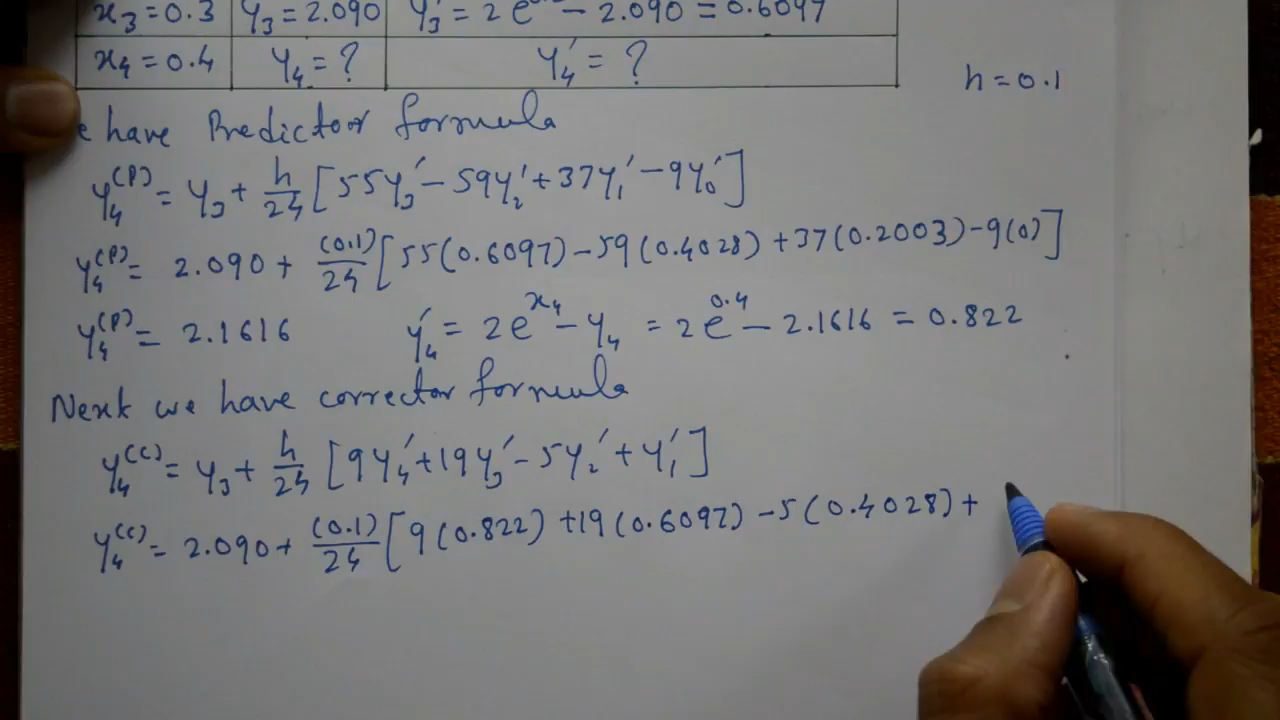 x₃ = 0.3 y₃ = 2.090 y₃′ = 2 e − 2.090 = 0.6097
x₄ = 0.4 y₄ = ? y₄′ = ?
h = 0.1
e have Predictor formula
y₄⁽ᴾ⁾ = y₃ + h/24 [55y₃′ − 59y₂′ + 37y₁′ − 9y₀′]
y₄⁽ᴾ⁾ = 2.090 + (0.1)/24 [55(0.6097) − 59(0.4028) + 37(0.2003) − 9(0)]
y₄⁽ᴾ⁾ = 2.1616 y₄′ = 2e^x₄ − y₄ = 2e^0.4 − 2.1616 = 0.822
Next we have corrector formula
y₄⁽ᶜ⁾ = y₃ + h/24 [9y₄′ + 19y₃′ − 5y₂′ + y₁′]
y₄⁽ᶜ⁾ = 2.090 + (0.1)/24 [9(0.822) + 19(0.6097) − 5(0.4028) +